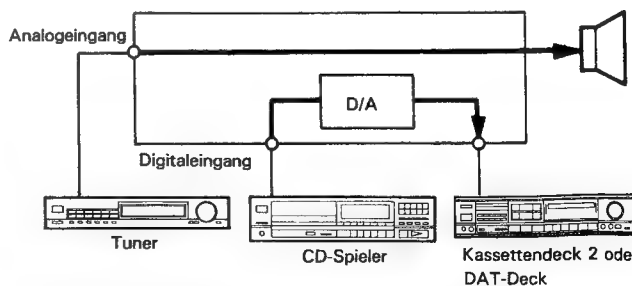 Analogeingang
D/A
Digitaleingang
Tuner
CD-Spieler
Kassettendeck 2 ode
DAT-Deck